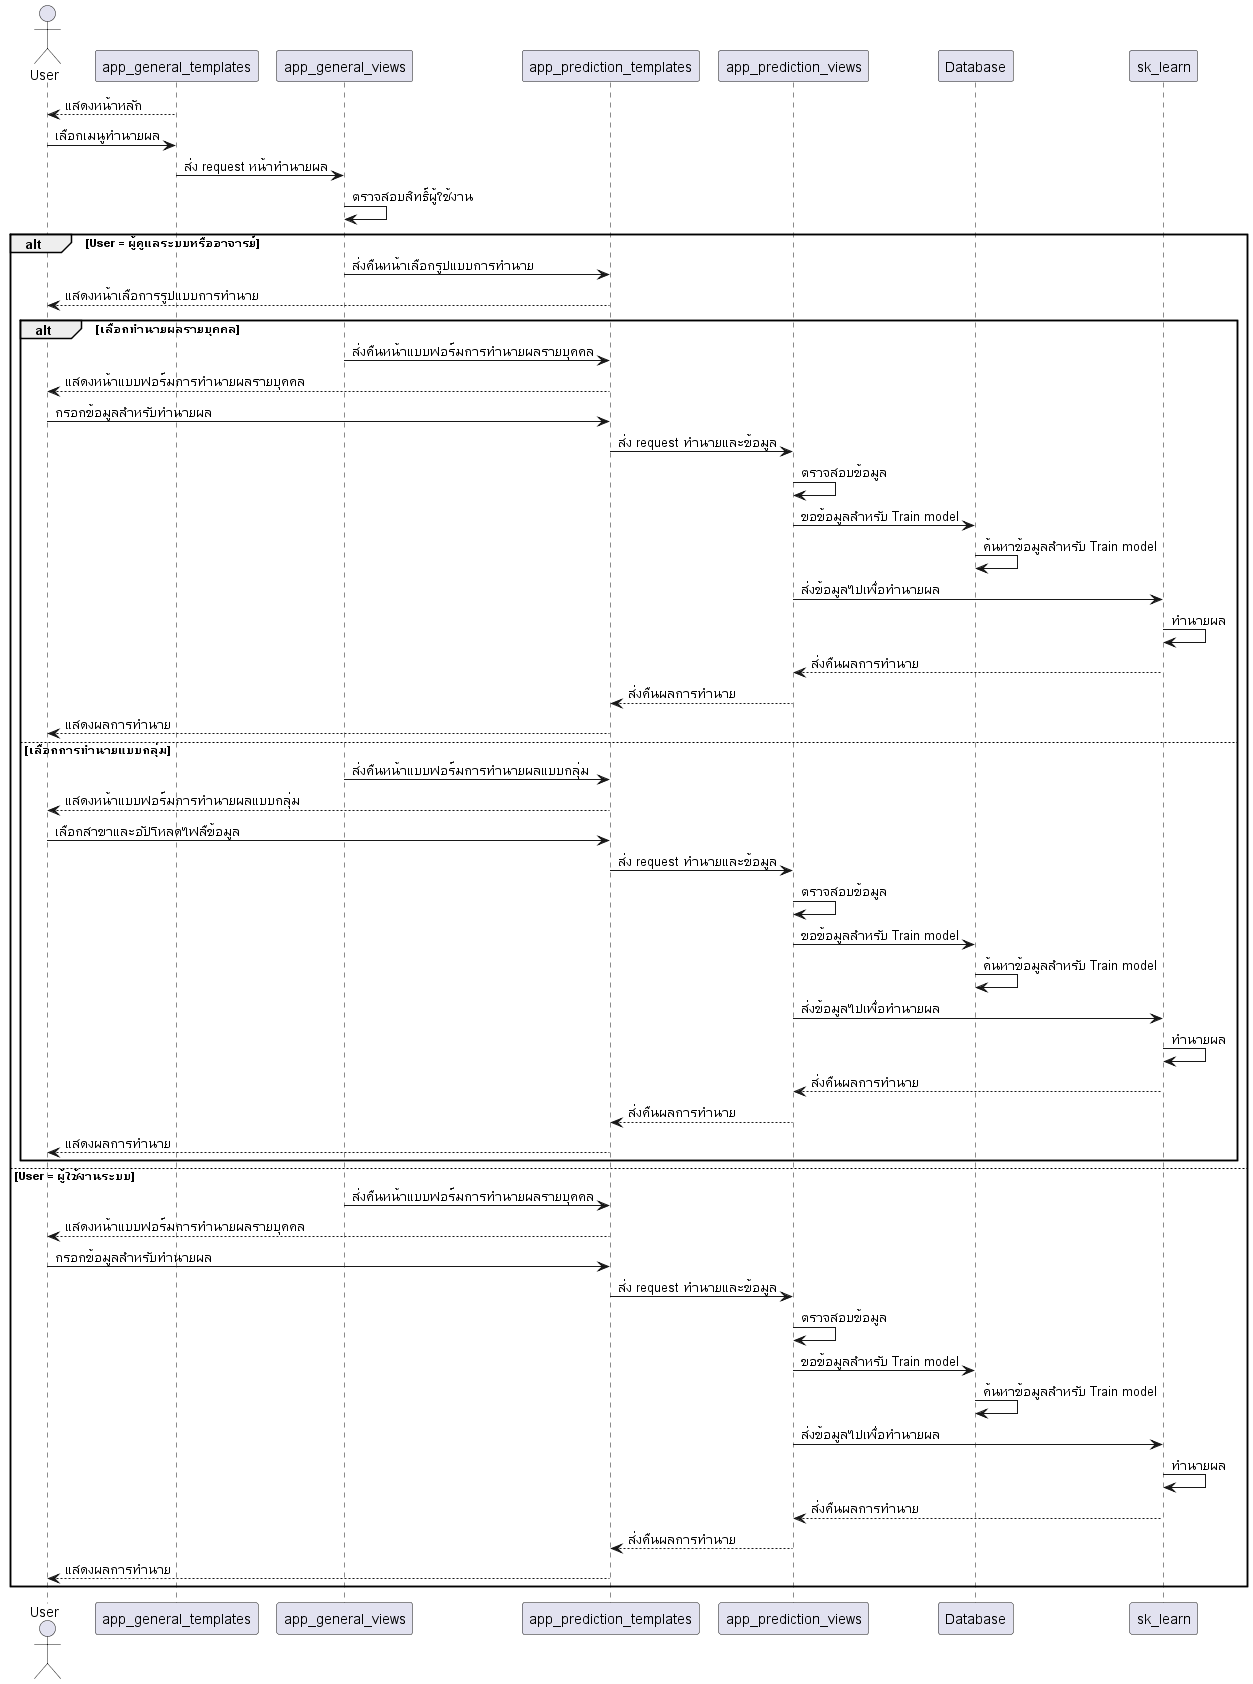 User
app_general_templates
app_general_views
app_prediction_templates
app_prediction_views
Database
sk_learn
แสดงหน้าหลัก
เลือกเมนูทำนายผล
ส่ง request หน้าทำนายผล
ตรวจสอบสิทธิ์ผู้ใช้งาน
alt [User = ผู้ดูแลระบบหรืออาจารย์]
ส่งคืนหน้าเลือกรูปแบบการทำนาย
แสดงหน้าเลือการรูปแบบการทำนาย
alt [เลือกทำนายผลรายบุคคล]
ส่งคืนหน้าแบบฟอร์มการทำนายผลรายบุคคล
แสดงหน้าแบบฟอร์มการทำนายผลรายบุคคล
กรอกข้อมูลสำหรับทำนายผล
ส่ง request ทำนายและข้อมูล
ตรวจสอบข้อมูล
ขอข้อมูลสำหรับ Train model
ค้นหาข้อมูลสำหรับ Train model
ส่งข้อมูลไปเพื่อทำนายผล
ทำนายผล
ส่งคืนผลการทำนาย
ส่งคืนผลการทำนาย
แสดงผลการทำนาย
[เลือกการทำนายแบบกลุ่ม]
ส่งคืนหน้าแบบฟอร์มการทำนายผลแบบกลุ่ม
แสดงหน้าแบบฟอร์มการทำนายผลแบบกลุ่ม
เลือกสาขาและอัปโหลดไฟล์ข้อมูล
ส่ง request ทำนายและข้อมูล
ตรวจสอบข้อมูล
ขอข้อมูลสำหรับ Train model
ค้นหาข้อมูลสำหรับ Train model
ส่งข้อมูลไปเพื่อทำนายผล
ทำนายผล
ส่งคืนผลการทำนาย
ส่งคืนผลการทำนาย
แสดงผลการทำนาย
[User = ผู้ใช้งานระบบ]
ส่งคืนหน้าแบบฟอร์มการทำนายผลรายบุคคล
แสดงหน้าแบบฟอร์มการทำนายผลรายบุคคล
กรอกข้อมูลสำหรับทำนายผล
ส่ง request ทำนายและข้อมูล
ตรวจสอบข้อมูล
ขอข้อมูลสำหรับ Train model
ค้นหาข้อมูลสำหรับ Train model
ส่งข้อมูลไปเพื่อทำนายผล
ทำนายผล
ส่งคืนผลการทำนาย
ส่งคืนผลการทำนาย
แสดงผลการทำนาย
User
app_general_templates
app_general_views
app_prediction_templates
app_prediction_views
Database
sk_learn